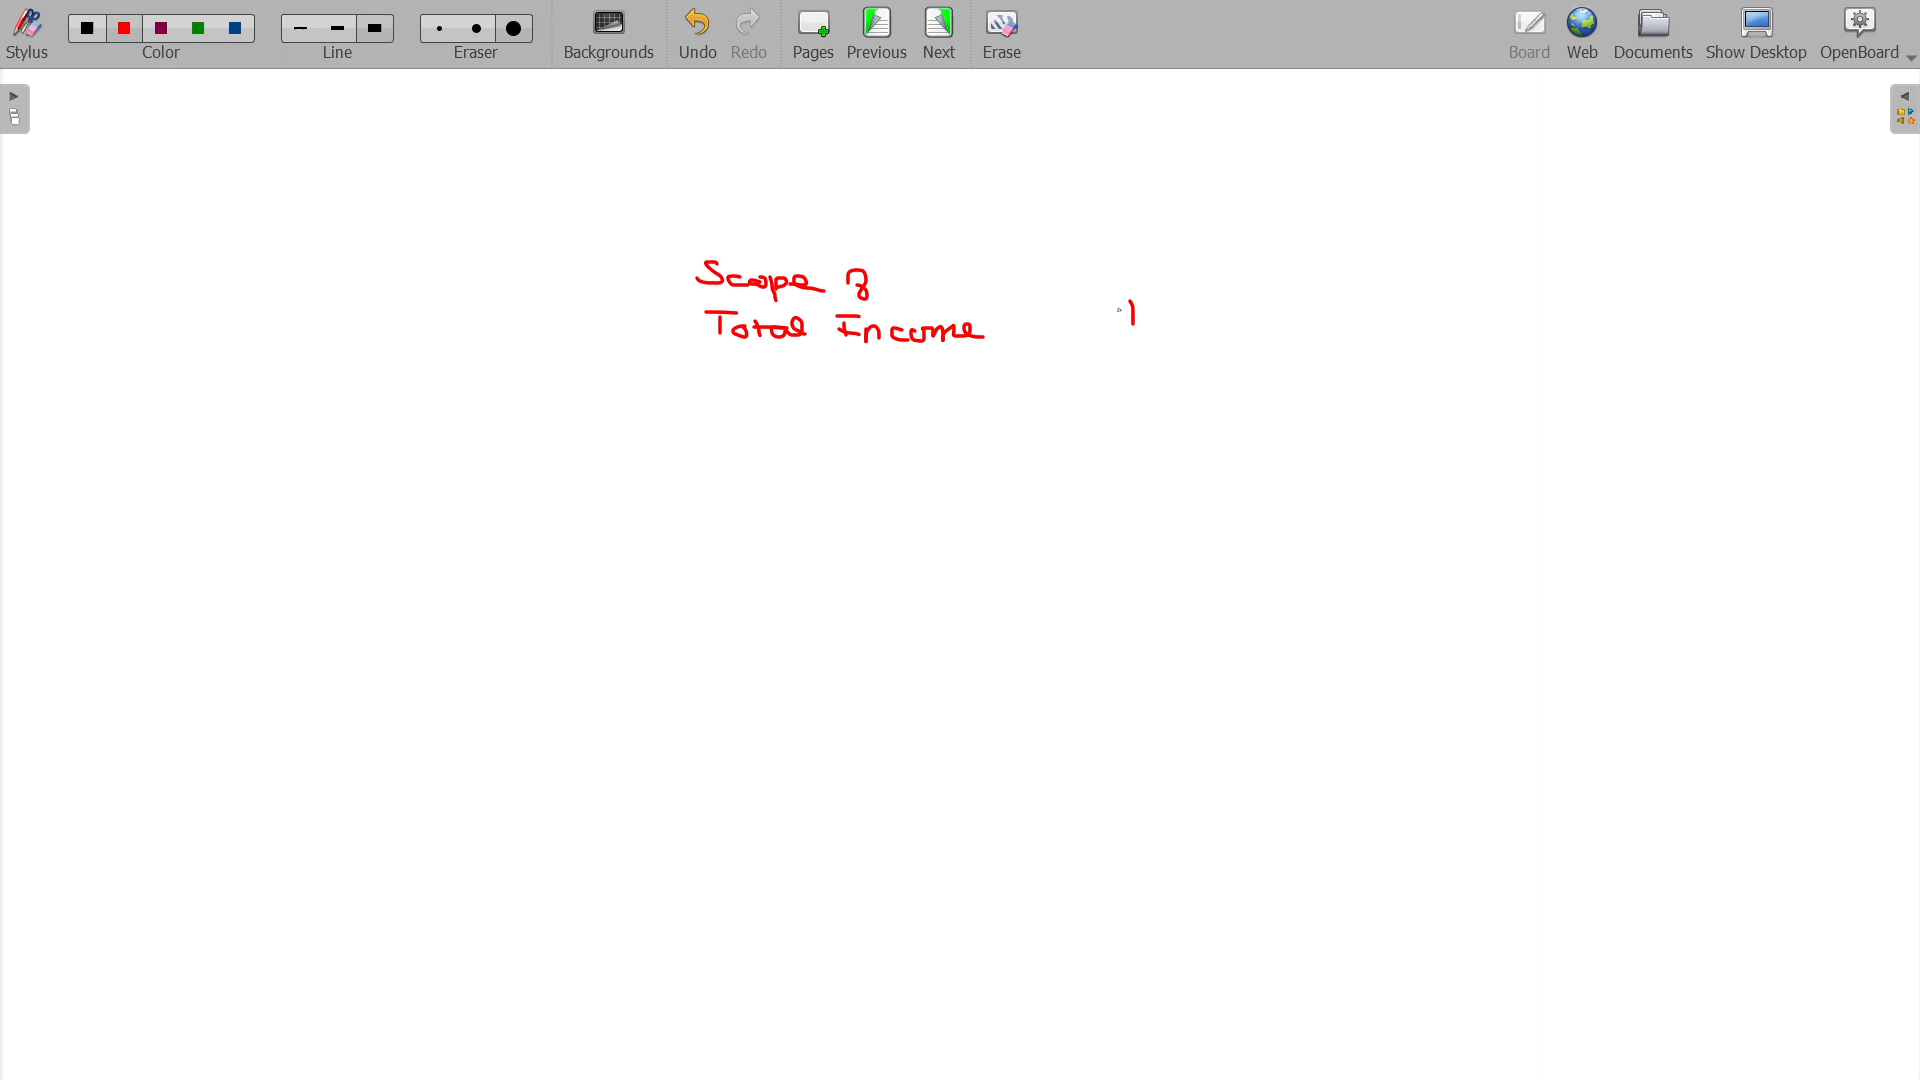 Stylus Color Line Eraser Backgrounds Undo Redo Pages Previous Next Erase Board Web Documents Show Desktop OpenBoard
Scope
Total Income